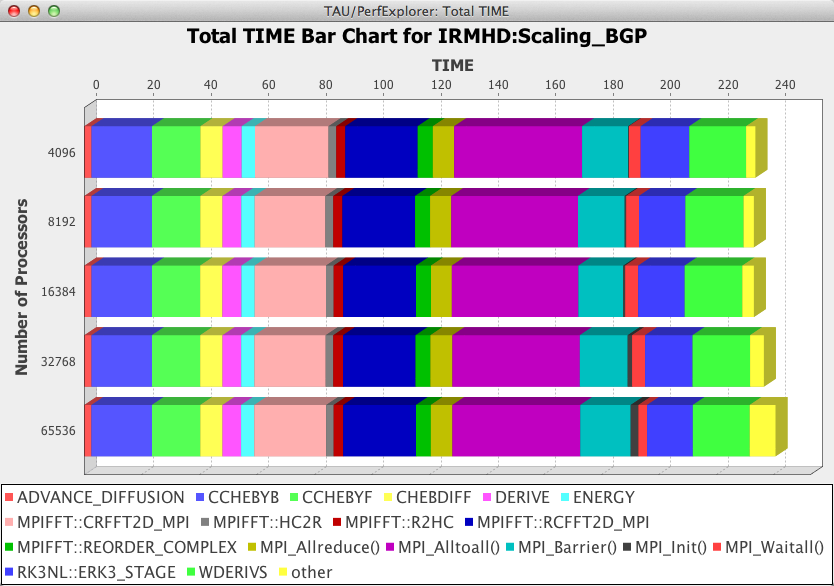 TAU/PerfExplorer: Total TIME
Total TIME Bar Chart for IRMHD:Scaling_BGP
TIME
0 20 40 60 80 100 120 140 160 180 200 220 240
Number of Processors
4096
8192
16384
32768
65536
ADVANCE_DIFFUSION CCHEBYB CCHEBYF CHEBDIFF DERIVE ENERGY
MPIFFT::CRFFT2D_MPI MPIFFT::HC2R MPIFFT::R2HC MPIFFT::RCFFT2D_MPI
MPIFFT::REORDER_COMPLEX MPI_Allreduce() MPI_Alltoall() MPI_Barrier() MPI_Init() MPI_Waitall()
RK3NL::ERK3_STAGE WDERIVS other